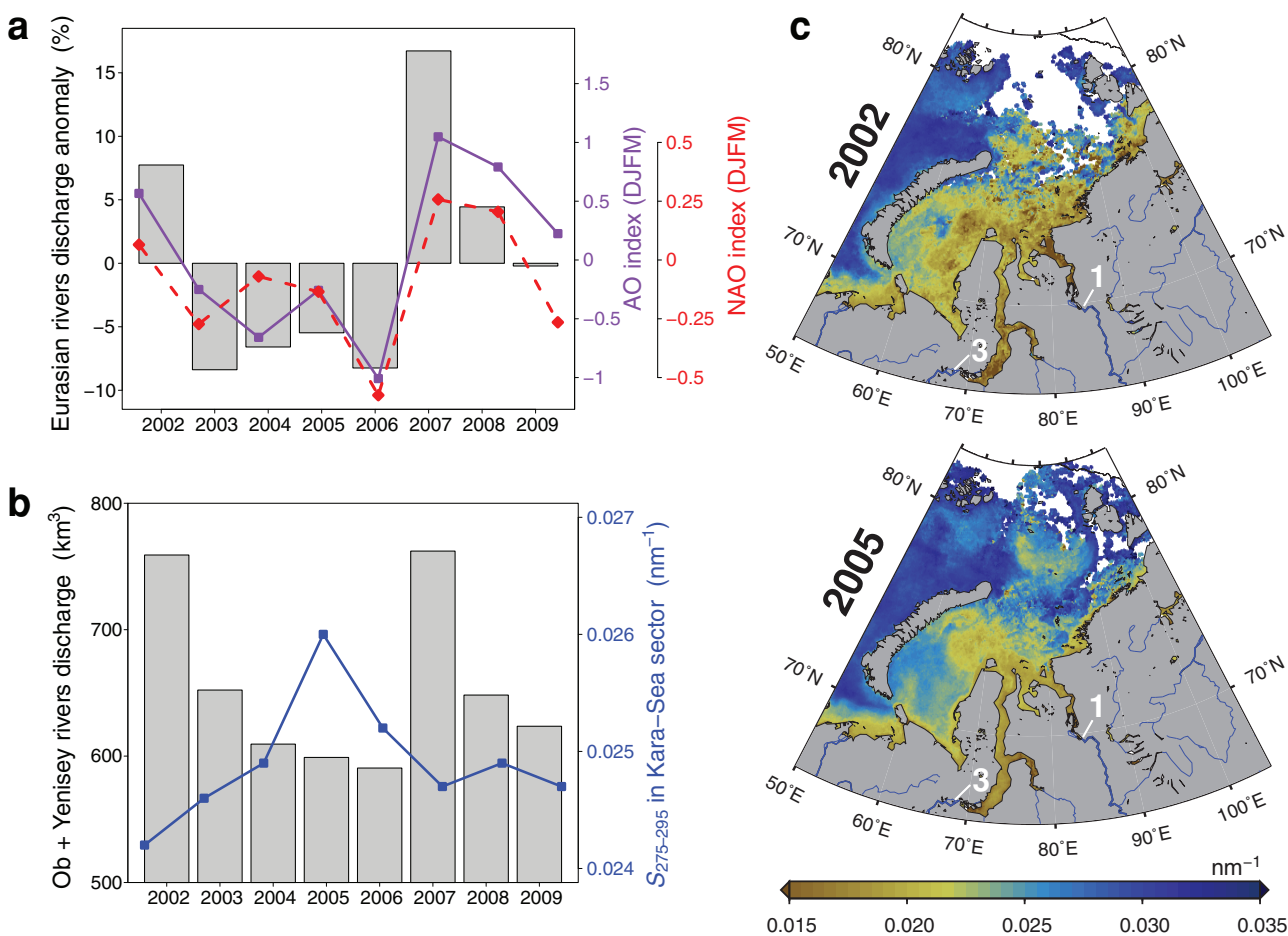 a
Eurasian rivers discharge anomaly (%)
15
10
5
0
−5
−10
2002 2003 2004 2005 2006 2007 2008 2009
1.5
1
0.5
0
−0.5
−1
AO index (DJFM)
0.5
0.25
0
−0.25
−0.5
NAO index (DJFM)
b
Ob + Yenisey rivers discharge (km³)
800
700
600
500
2002 2003 2004 2005 2006 2007 2008 2009
0.027
0.026
0.025
0.024
S275−295 in Kara−Sea sector (nm−1)
c
2002
80˚N
80˚N
70˚N
70˚N
1
3
50˚E
60˚E
70˚E
80˚E
90˚E
100˚E
2005
80˚N
80˚N
70˚N
70˚N
1
3
50˚E
60˚E
70˚E
80˚E
90˚E
100˚E
nm−1
0.015 0.020 0.025 0.030 0.035